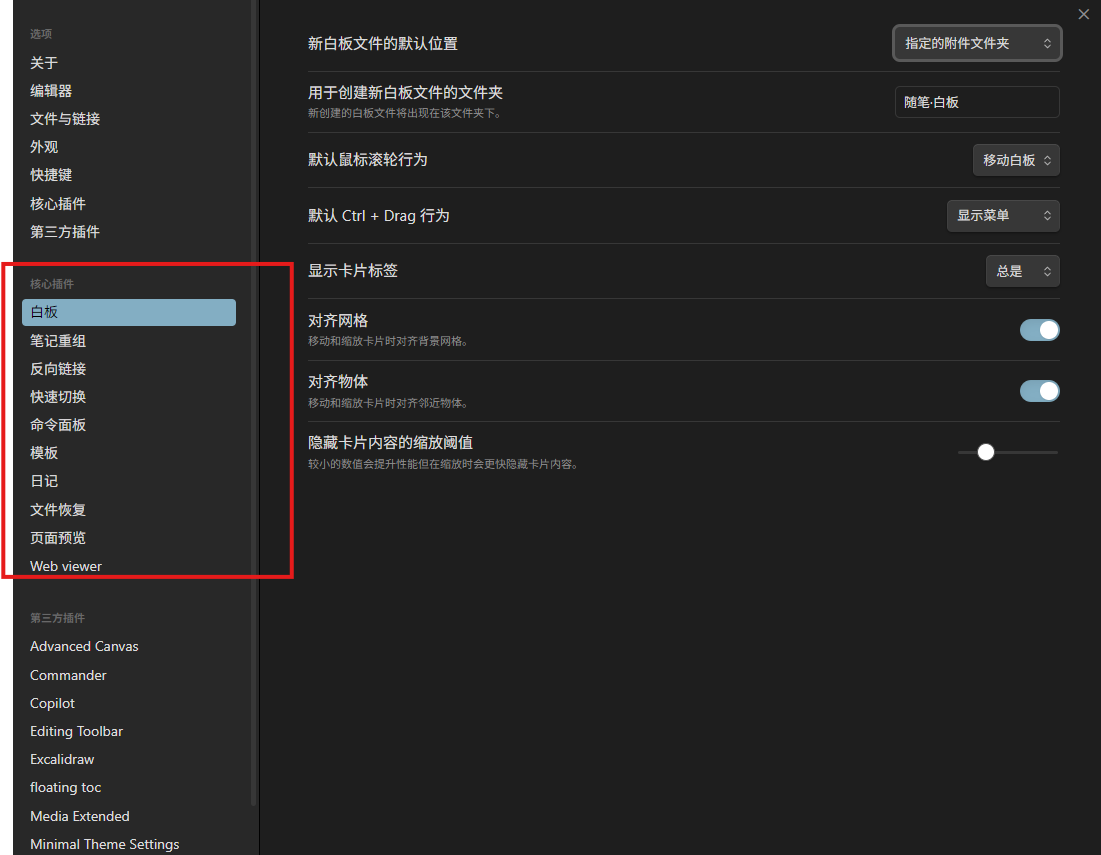 选项
关于
编辑器
文件与链接
外观
快捷键
核心插件
第三方插件
核心插件
白板
笔记重组
反向链接
快速切换
命令面板
模板
日记
文件恢复
页面预览
Web viewer
第三方插件
Advanced Canvas
Commander
Copilot
Editing Toolbar
Excalidraw
floating toc
Media Extended
Minimal Theme Settings
新白板文件的默认位置
指定的附件文件夹
用于创建新白板文件的文件夹
新创建的白板文件将出现在该文件夹下。
随笔·白板
默认鼠标滚轮行为
移动白板
默认 Ctrl + Drag 行为
显示菜单
显示卡片标签
总是
对齐网格
移动和缩放卡片时对齐背景网格。
对齐物体
移动和缩放卡片时对齐邻近物体。
隐藏卡片内容的缩放阈值
较小的数值会提升性能但在缩放时会更快隐藏卡片内容。